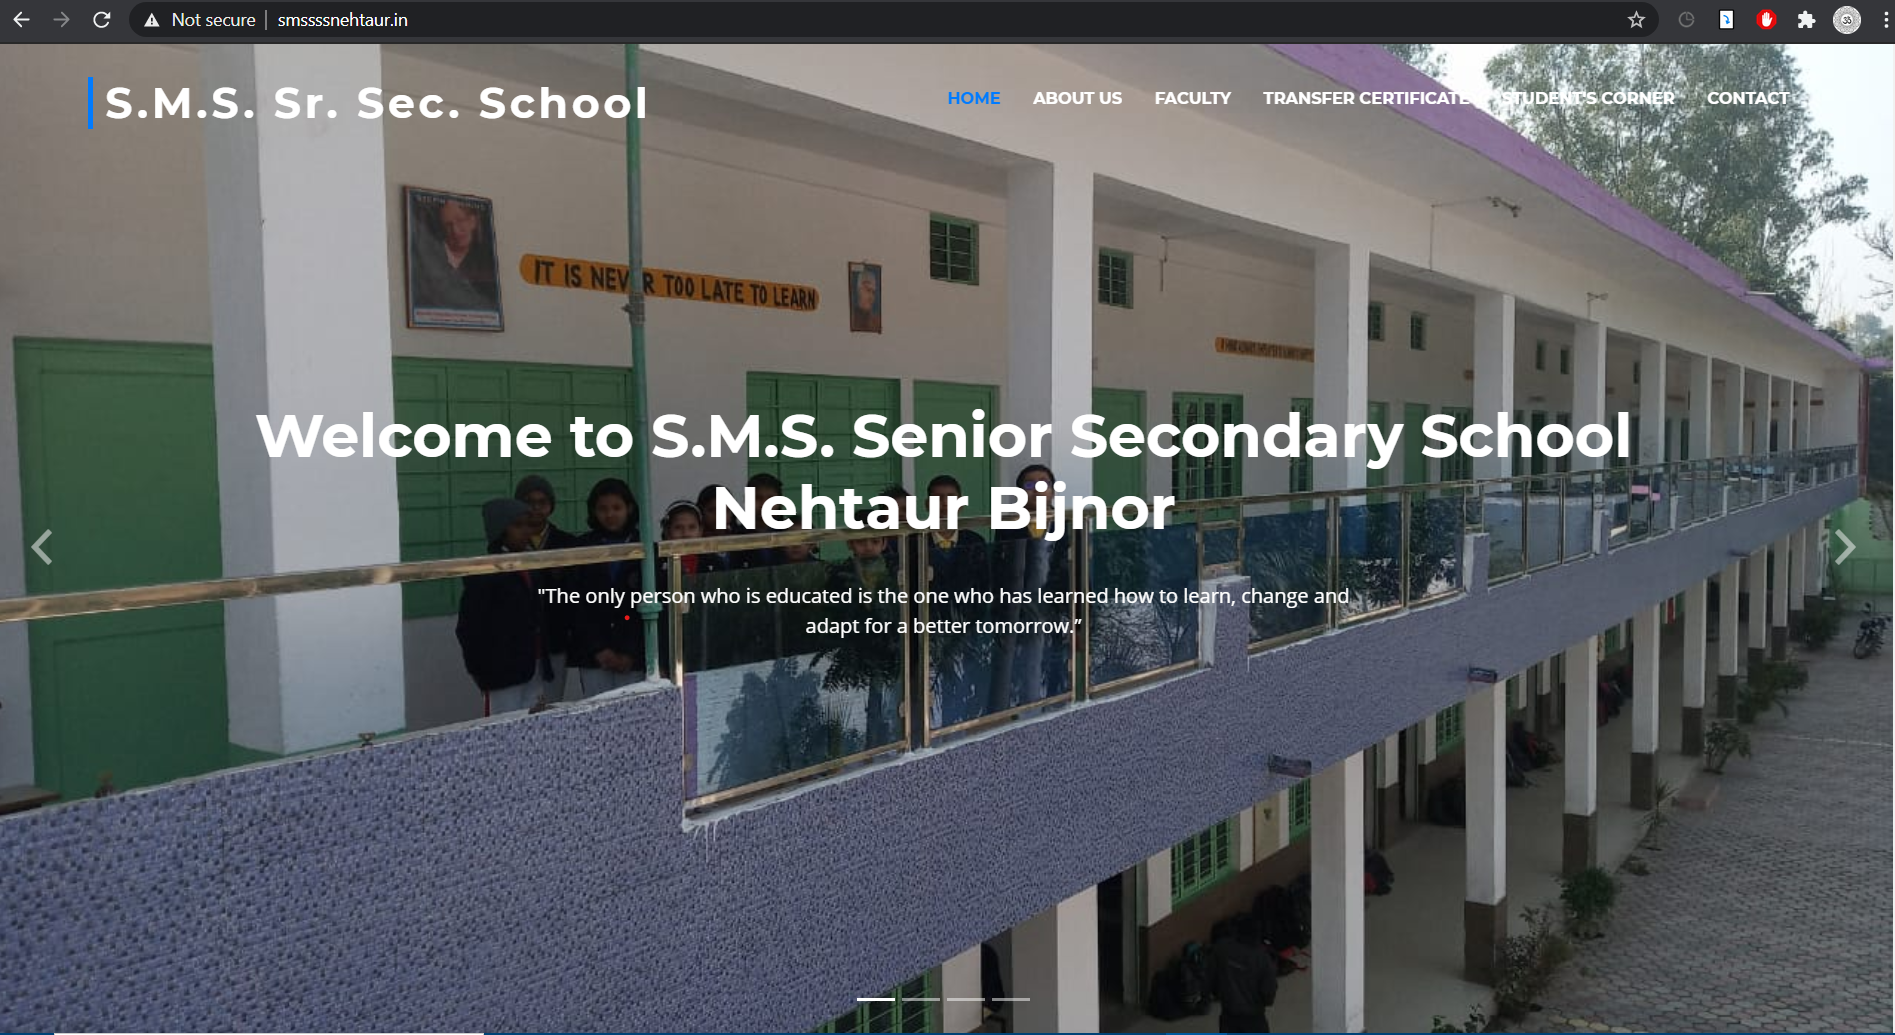 Not secure
smssssnehtaur.in
S.M.S. Sr. Sec. School
HOME
ABOUT US
FACULTY
TRANSFER CERTIFICATE
STUDENT'S CORNER
CONTACT
IT IS NEVER TOO LATE TO LEARN
Welcome to S.M.S. Senior Secondary School
Nehtaur Bijnor
"The only person who is educated is the one who has learned how to learn, change and
adapt for a better tomorrow.”